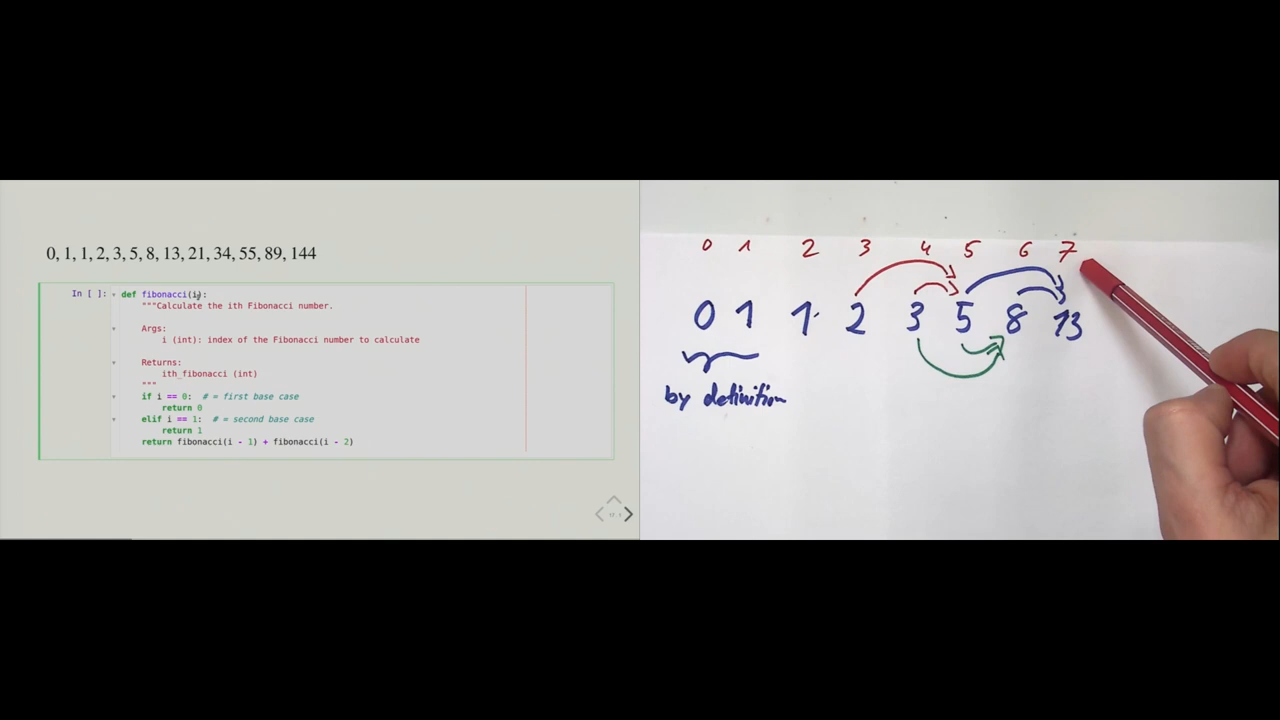 0, 1, 1, 2, 3, 5, 8, 13, 21, 34, 55, 89, 144
In [ ]:
def fibonacci(i):
"""Calculate the ith Fibonacci number.
Args:
i (int): index of the Fibonacci number to calculate
Returns:
ith_fibonacci (int)
"""
if i == 0:  # = first base case
return 0
elif i == 1:  # = second base case
return 1
return fibonacci(i - 1) + fibonacci(i - 2)
0 1 2 3 4 5 6 7
0 1 1 2 3 5 8 13
by definition